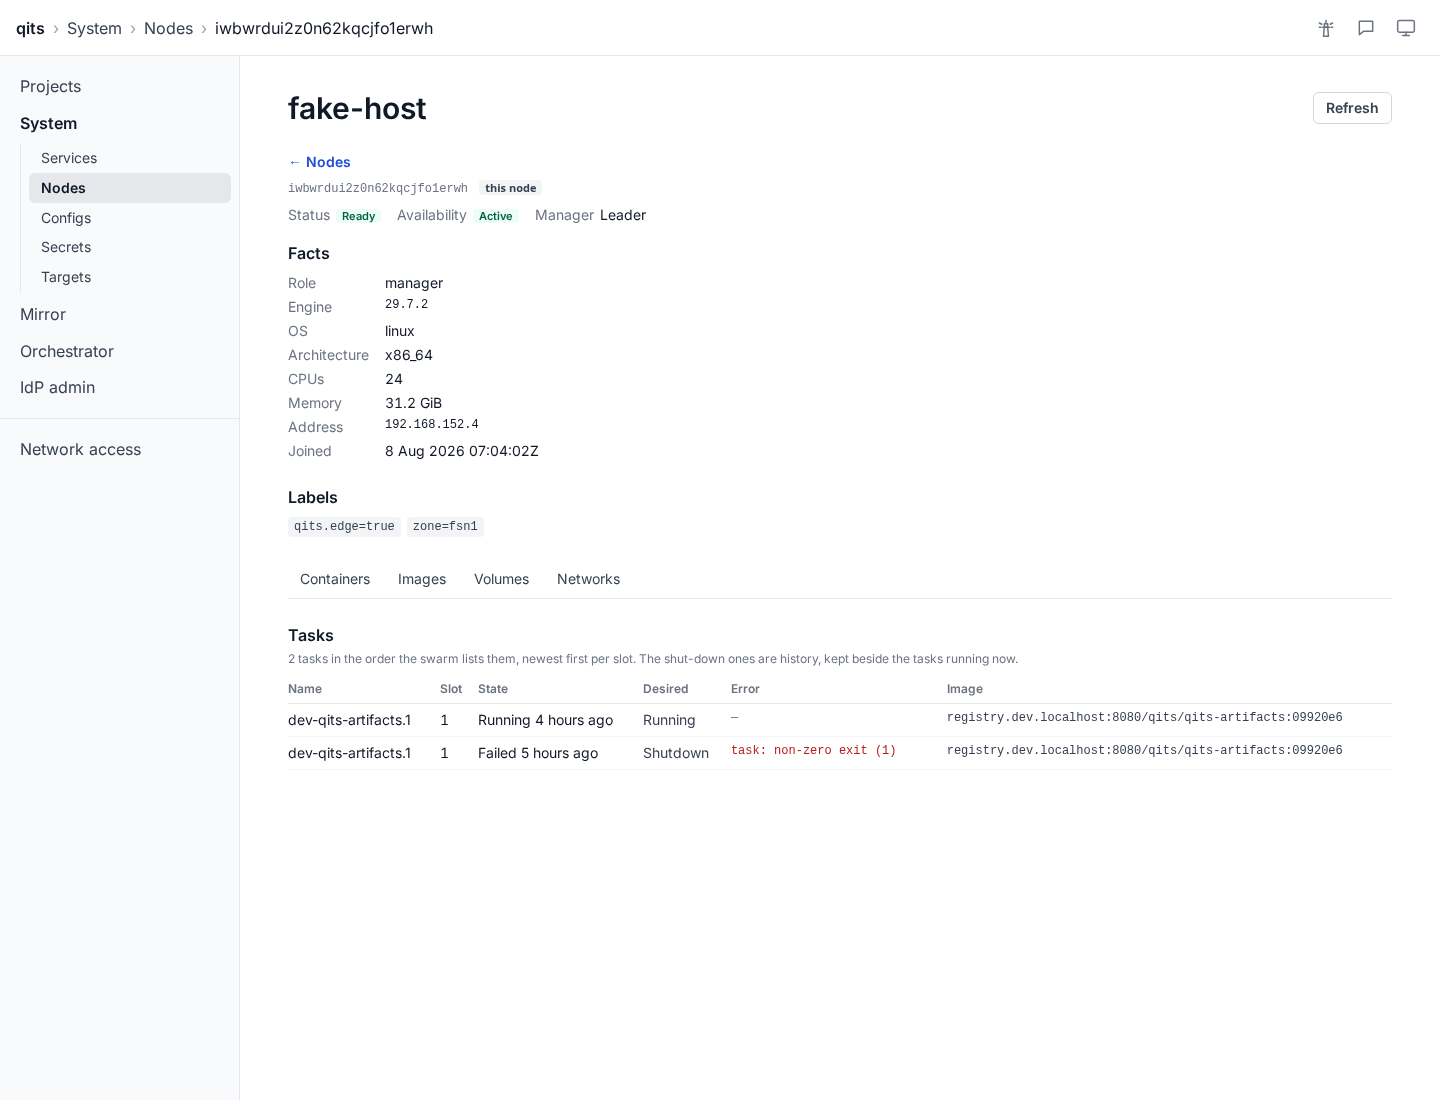 qits › System › Nodes › iwbwrdui2z0n62kqcjfo1erwh
Projects
System
Services
Nodes
Configs
Secrets
Targets
Mirror
Orchestrator
IdP admin
Network access
fake-host
Refresh
← Nodes
iwbwrdui2z0n62kqcjfo1erwh this node
Status Ready Availability Active Manager Leader
Facts
Role manager
Engine 29.7.2
OS linux
Architecture x86_64
CPUs 24
Memory 31.2 GiB
Address 192.168.152.4
Joined 8 Aug 2026 07:04:02Z
Labels
qits.edge=true zone=fsn1
Containers Images Volumes Networks
Tasks
2 tasks in the order the swarm lists them, newest first per slot. The shut-down ones are history, kept beside the tasks running now.
Name Slot State Desired Error Image
dev-qits-artifacts.1 1 Running 4 hours ago Running — registry.dev.localhost:8080/qits/qits-artifacts:09920e6
dev-qits-artifacts.1 1 Failed 5 hours ago Shutdown task: non-zero exit (1) registry.dev.localhost:8080/qits/qits-artifacts:09920e6